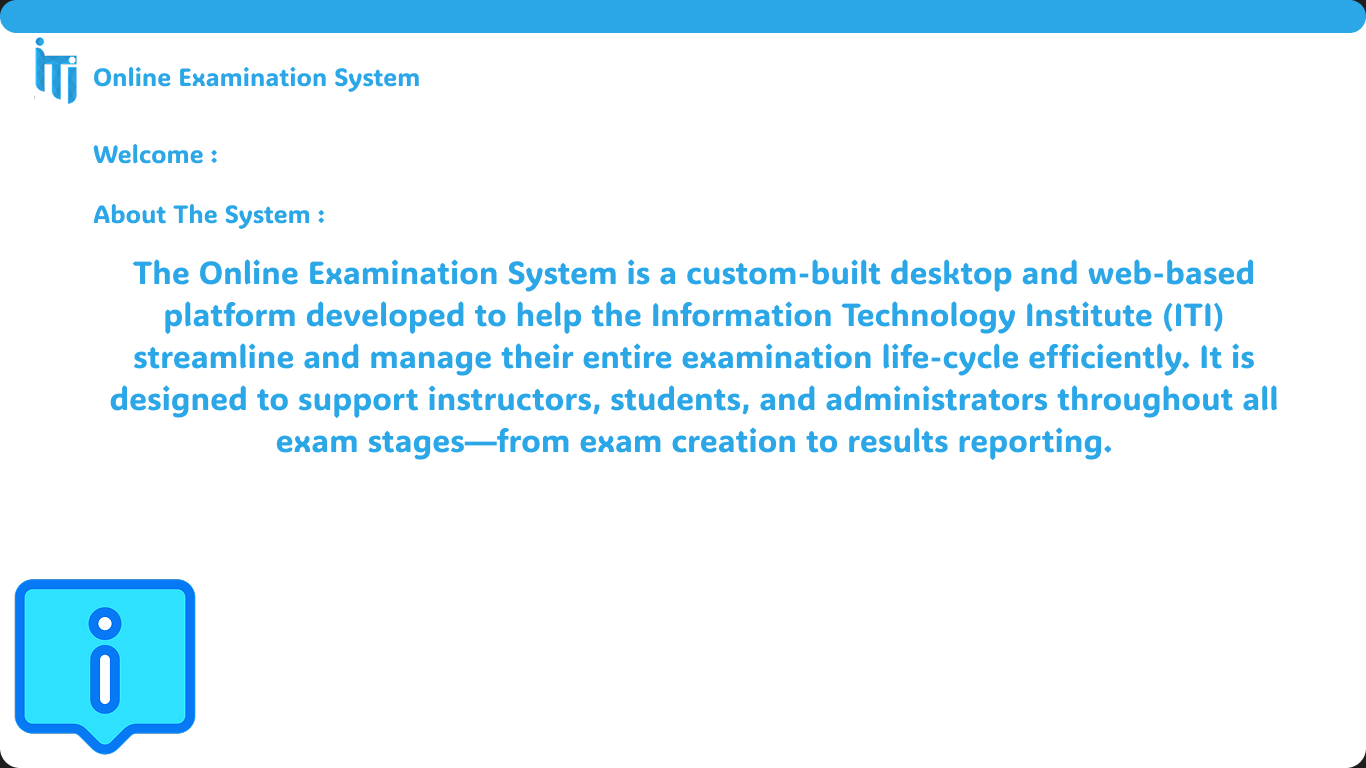 iTi Online Examination System
Welcome :
About The System :
The Online Examination System is a custom-built desktop and web-based
platform developed to help the Information Technology Institute (ITI)
streamline and manage their entire examination life-cycle efficiently. It is
designed to support instructors, students, and administrators throughout all
exam stages—from exam creation to results reporting.
i